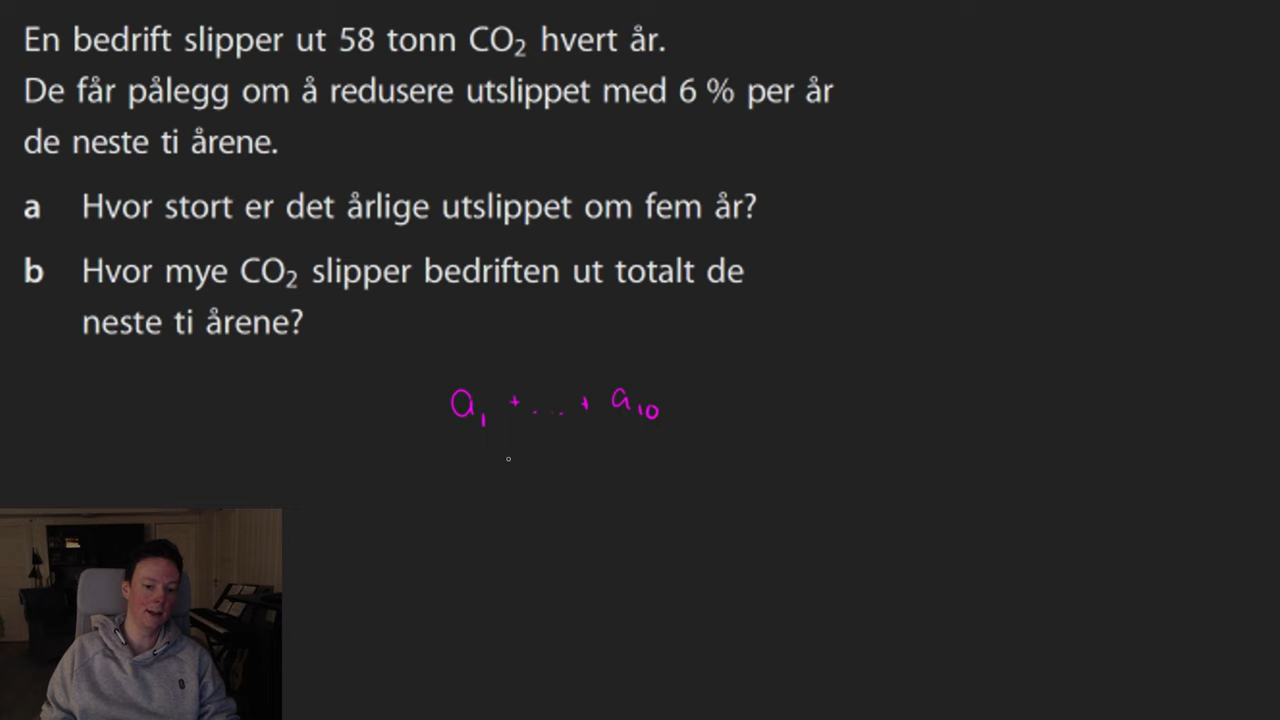 En bedrift slipper ut 58 tonn CO₂ hvert år.
De får pålegg om å redusere utslippet med 6 % per år
de neste ti årene.
a Hvor stort er det årlige utslippet om fem år?
b Hvor mye CO₂ slipper bedriften ut totalt de
neste ti årene?
a₁ + ... + a₁₀